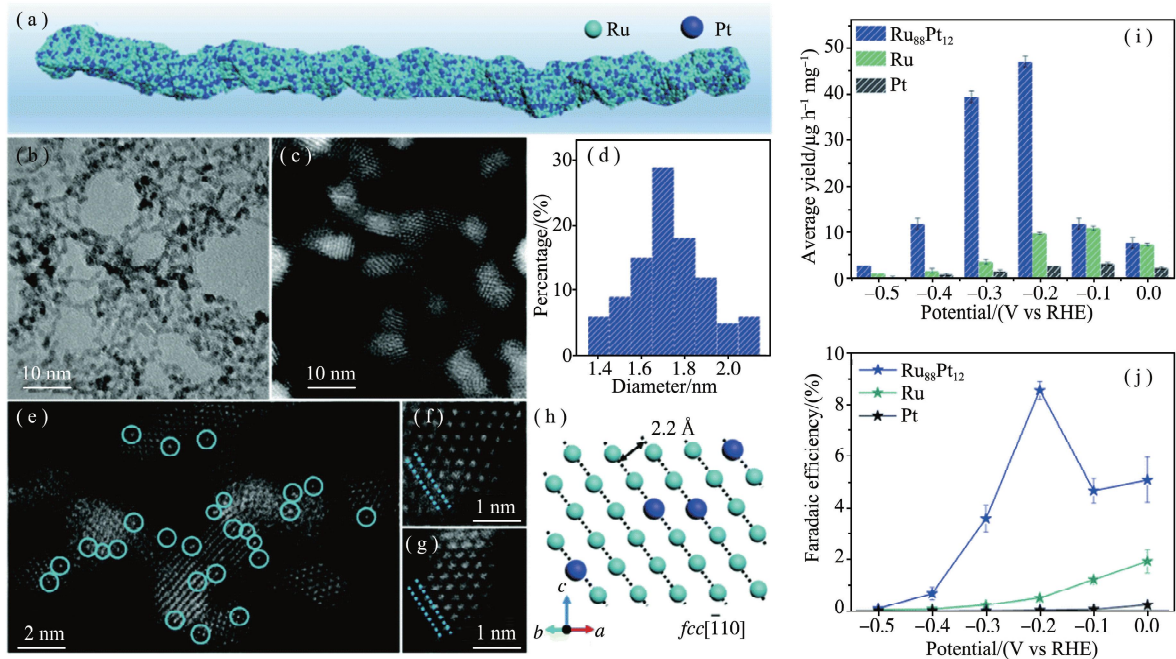 ( a )
Ru
Pt
( b )
10 nm
( c )
10 nm
( d )
Percentage/(%)
30
20
10
0
1.4 1.6 1.8 2.0
Diameter/nm
( e )
2 nm
( f )
1 nm
( g )
1 nm
( h )
2.2 Å
c
b
a
fcc[1̄10]
( i )
Ru₈₈Pt₁₂
Ru
Pt
Average yield/µg h⁻¹ mg⁻¹
50
40
30
20
10
0
−0.5 −0.4 −0.3 −0.2 −0.1 0.0
Potential/(V vs RHE)
( j )
Ru₈₈Pt₁₂
Ru
Pt
Faradaic efficiency/(%)
10
8
6
4
2
0
−0.5 −0.4 −0.3 −0.2 −0.1 0.0
Potential/(V vs RHE)